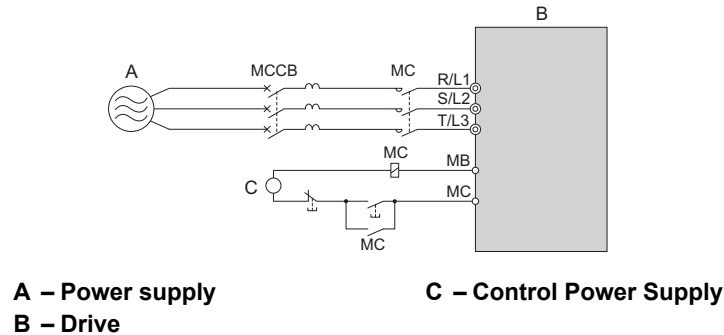 B
A
MCCB
MC
R/L1
S/L2
T/L3
MC
MB
C
MC
MC
A – Power supply
C – Control Power Supply
B – Drive